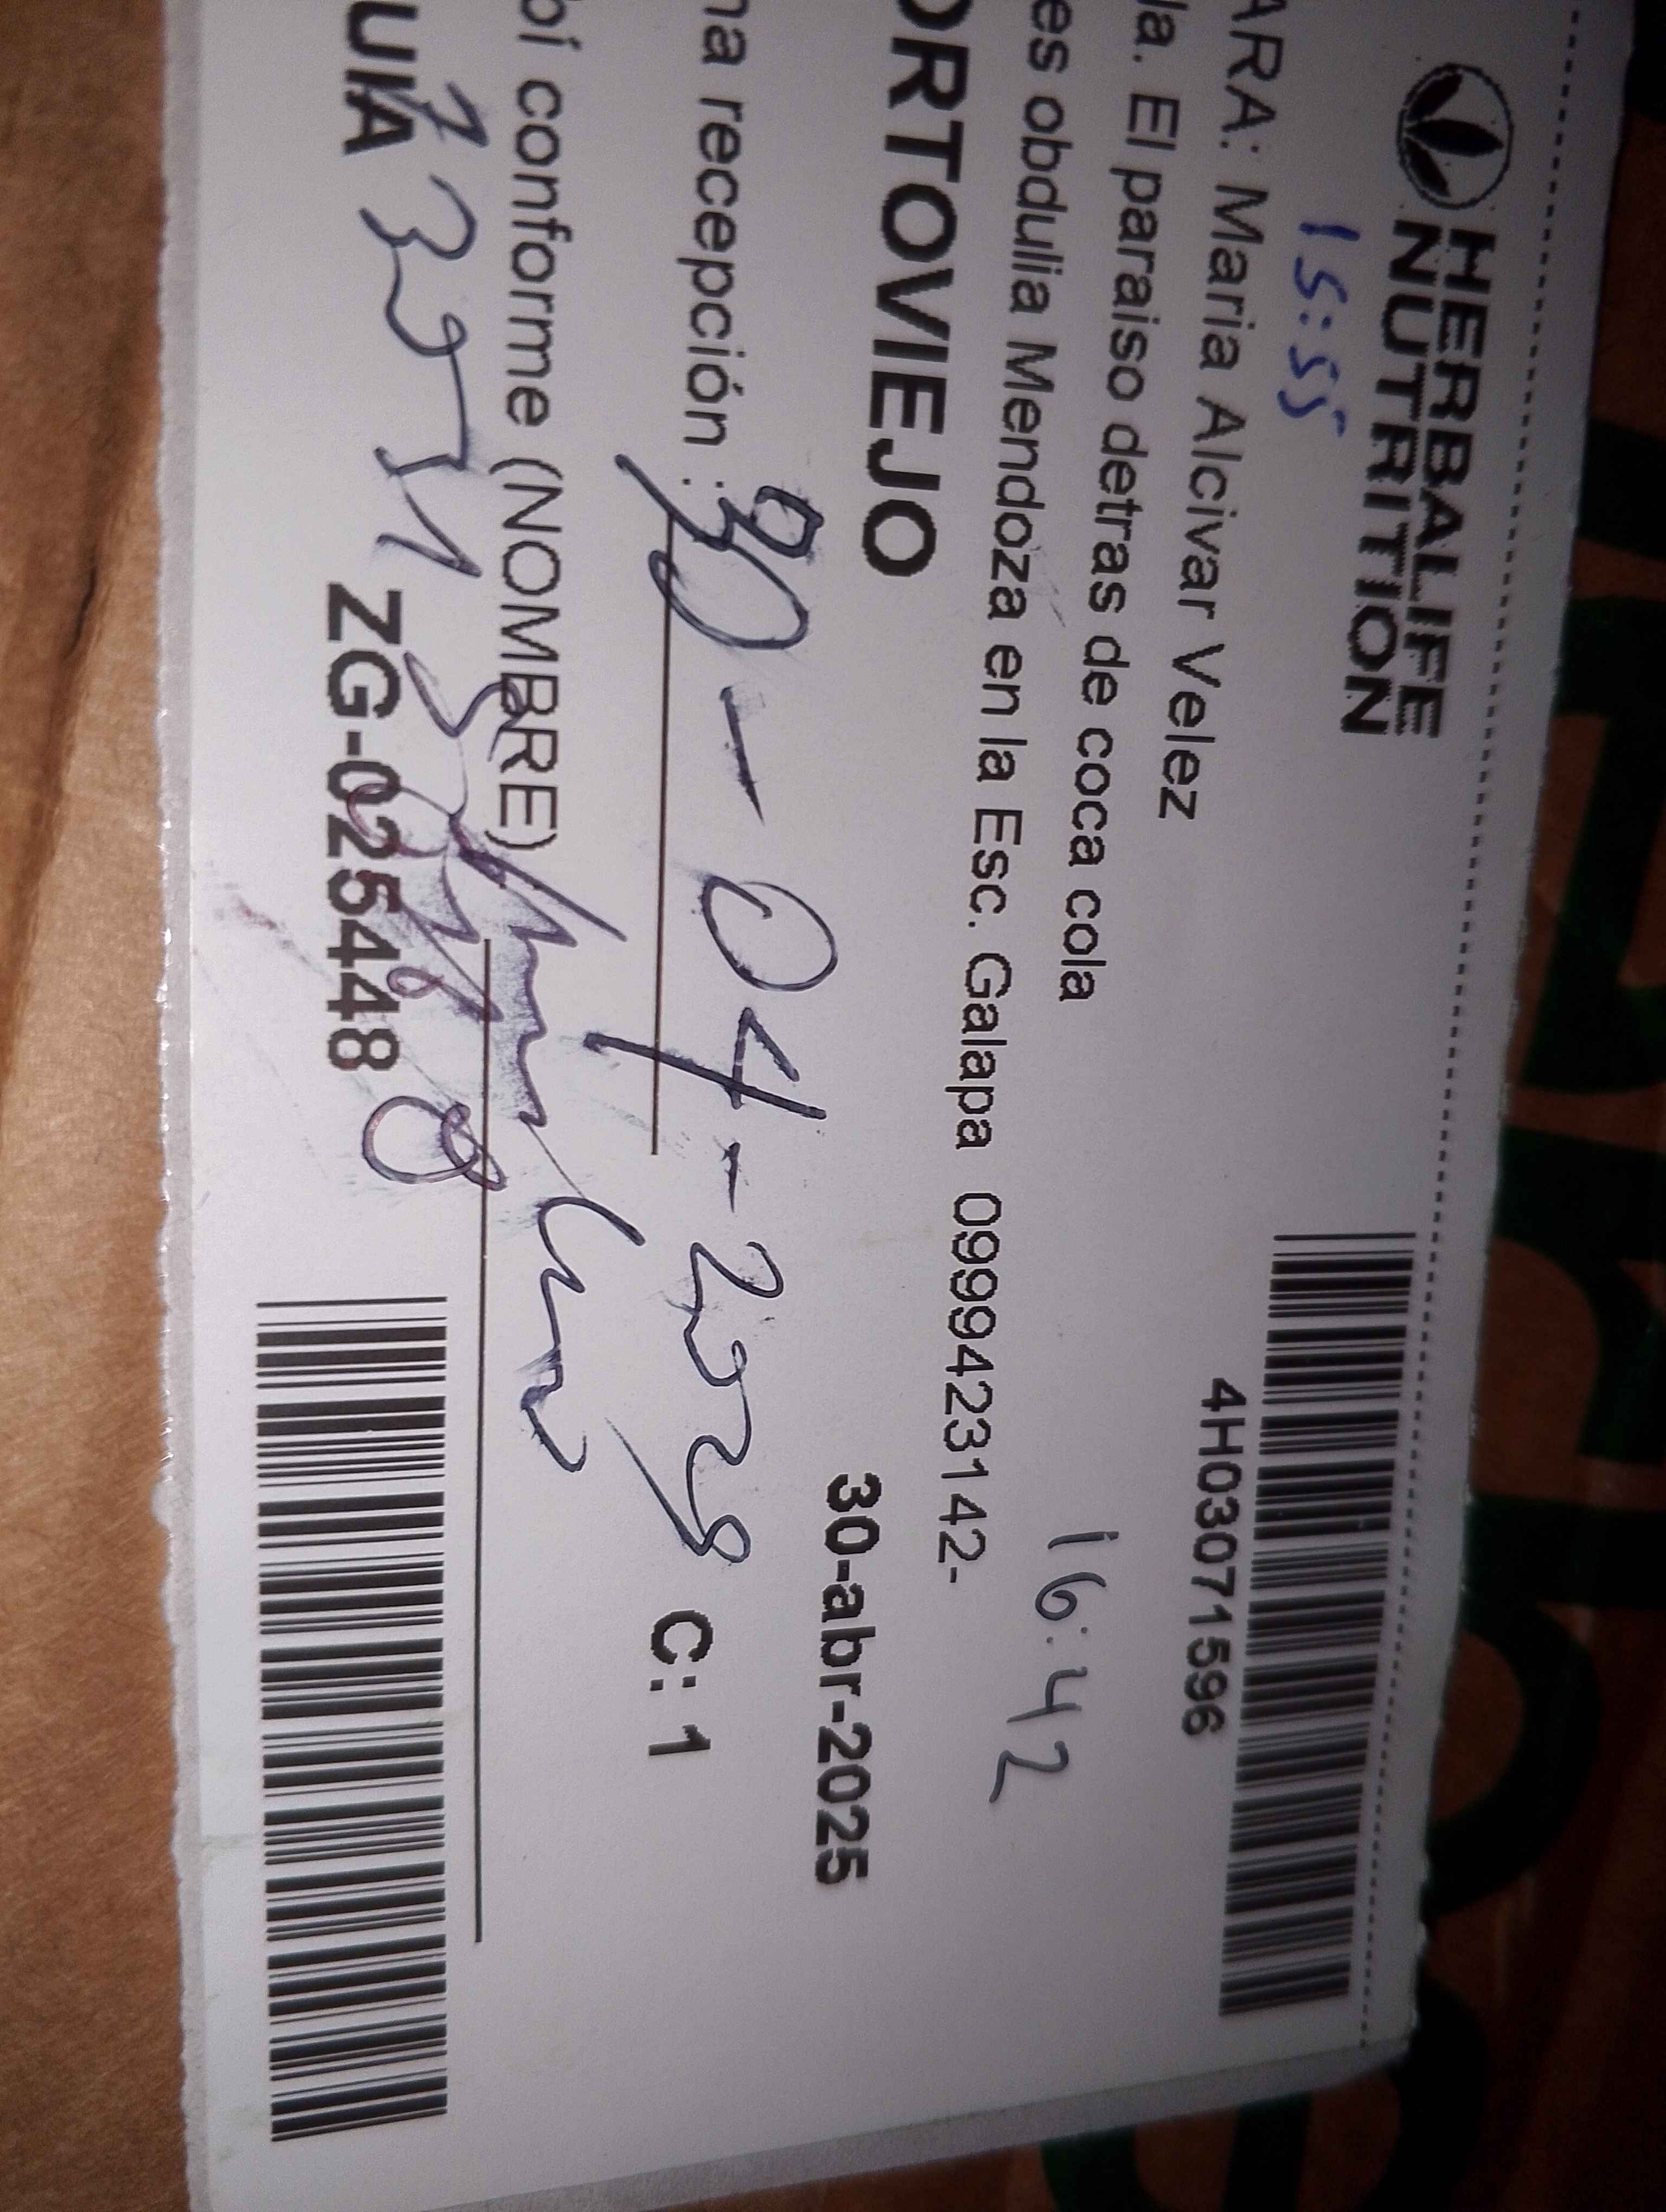 HERBALIFE
NUTRITION
15:55
4H03071596
ARA: Maria Alcivar Velez
la. El paraiso detras de coca cola
16:42
es obdulia Mendoza en la Esc. Galapa 0999423142-
ORTOVIEJO
30-abr-2025
na recepción : 30-04-2025 C: 1
bí conforme (NOMBRE)
UIA ZG-025448